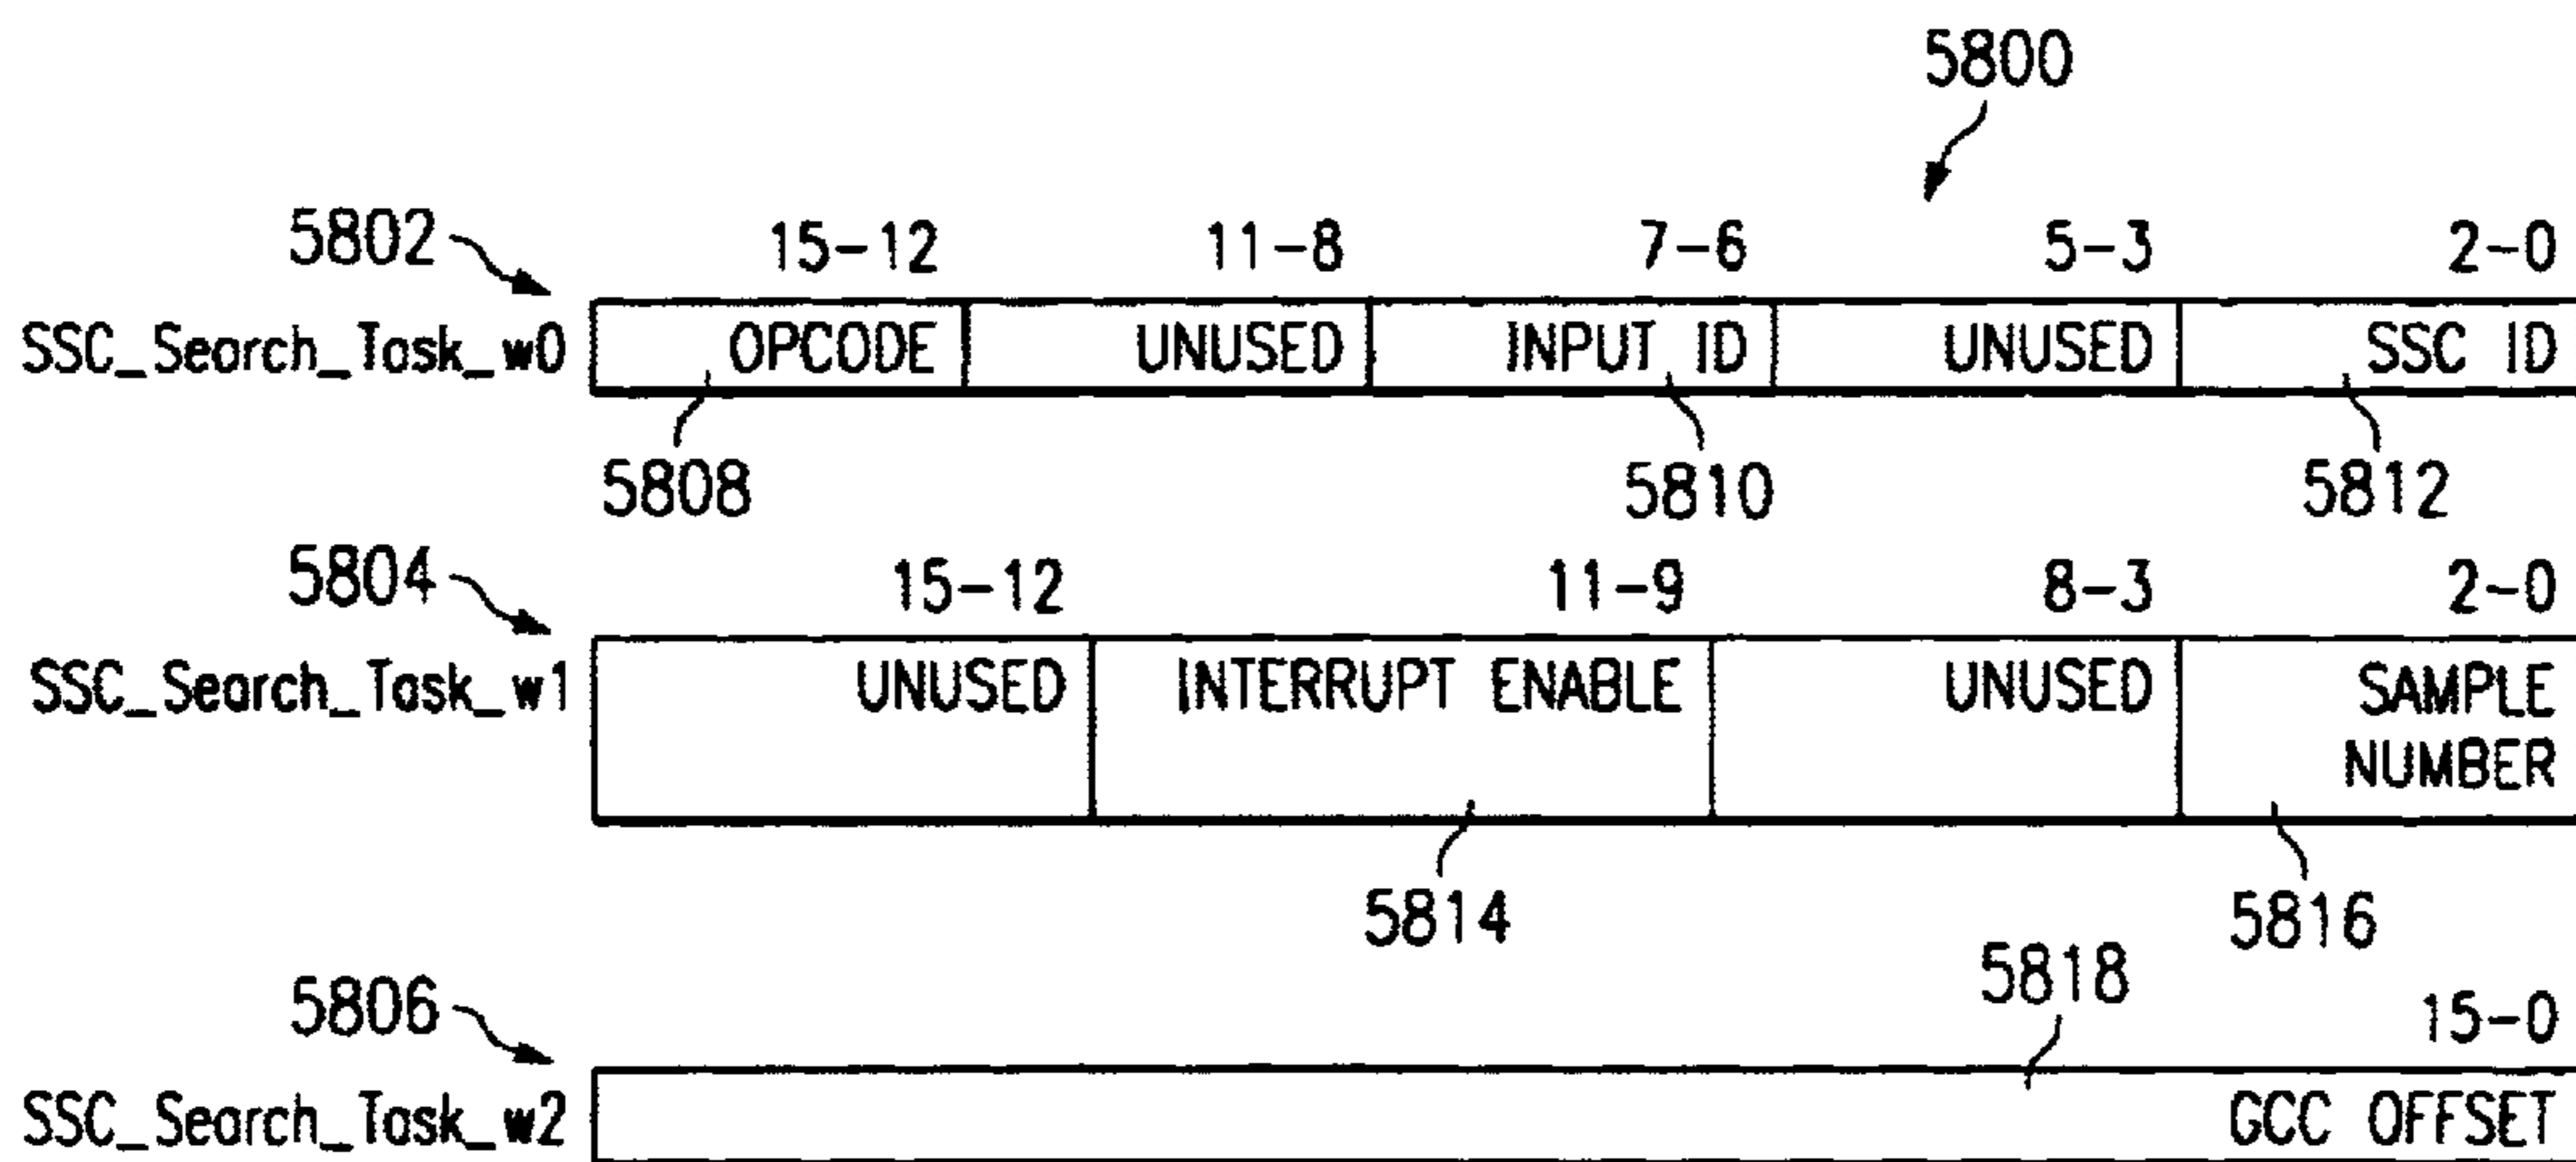 5800
5802 15-12 11-8 7-6 5-3 2-0
SSC_Search_Task_w0 OPCODE UNUSED INPUT ID UNUSED SSC ID
5808 5810 5812
5804 15-12 11-9 8-3 2-0
SSC_Search_Task_w1 UNUSED INTERRUPT ENABLE UNUSED SAMPLE
NUMBER
5814 5816
5818
5806 15-0
SSC_Search_Task_w2 GCC OFFSET